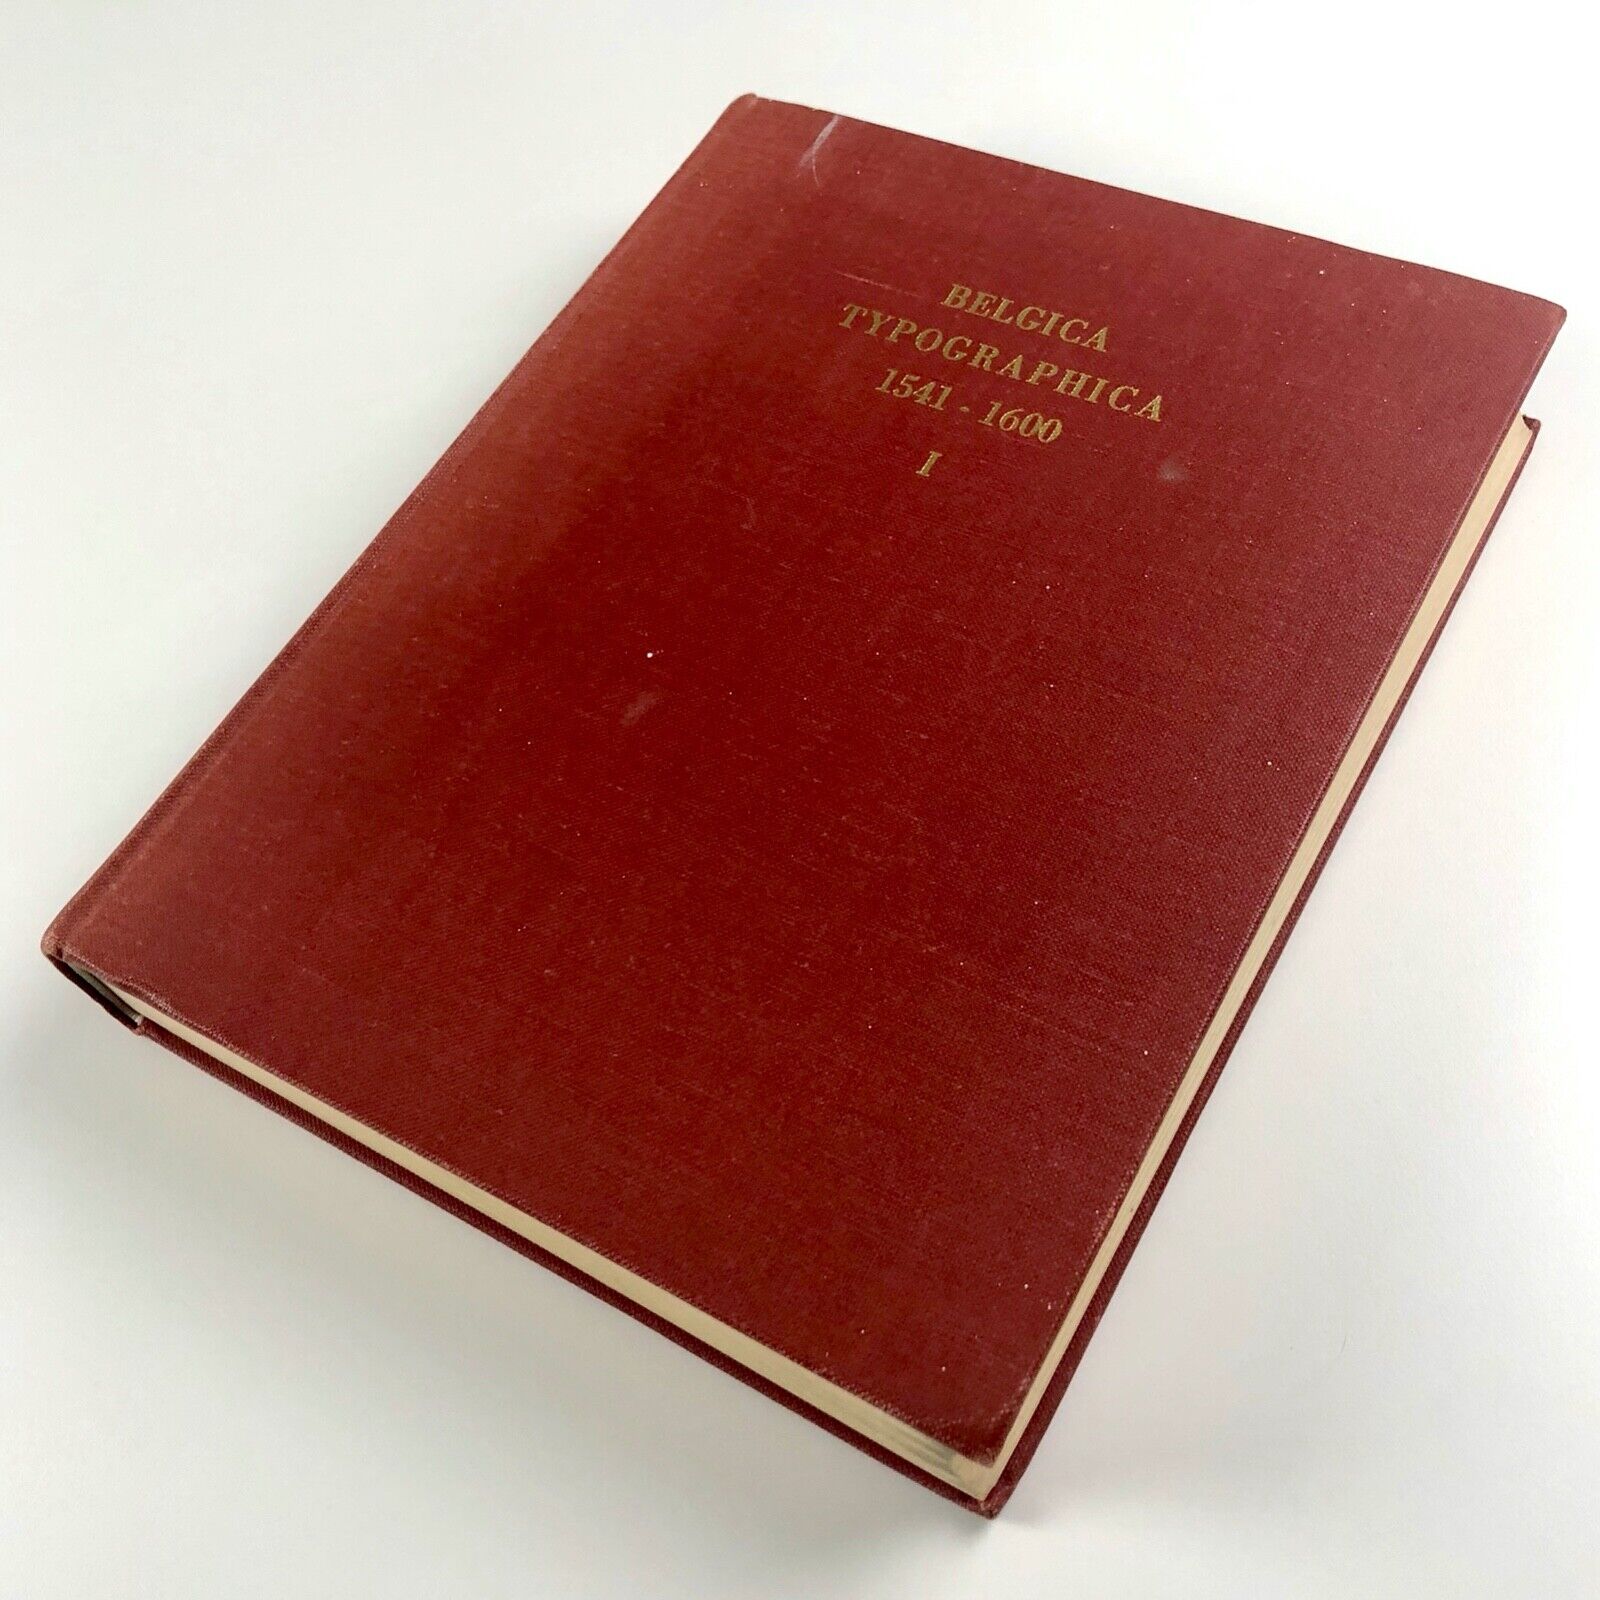 BELGICA
TYPOGRAPHICA
1541 - 1600
I